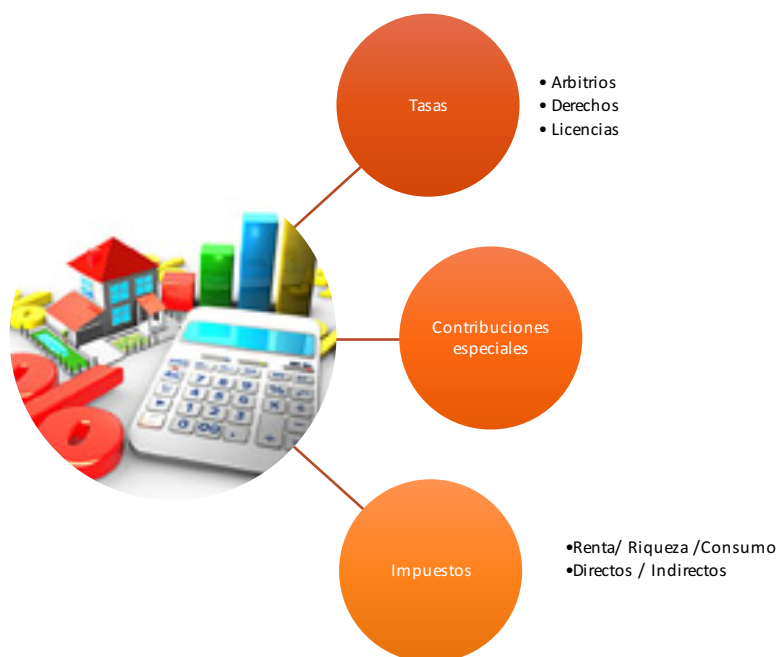 Tasas
• Arbitrios
• Derechos
• Licencias
Contribuciones
especiales
Impuestos
•Renta/ Riqueza /Consumo
•Directos / Indirectos